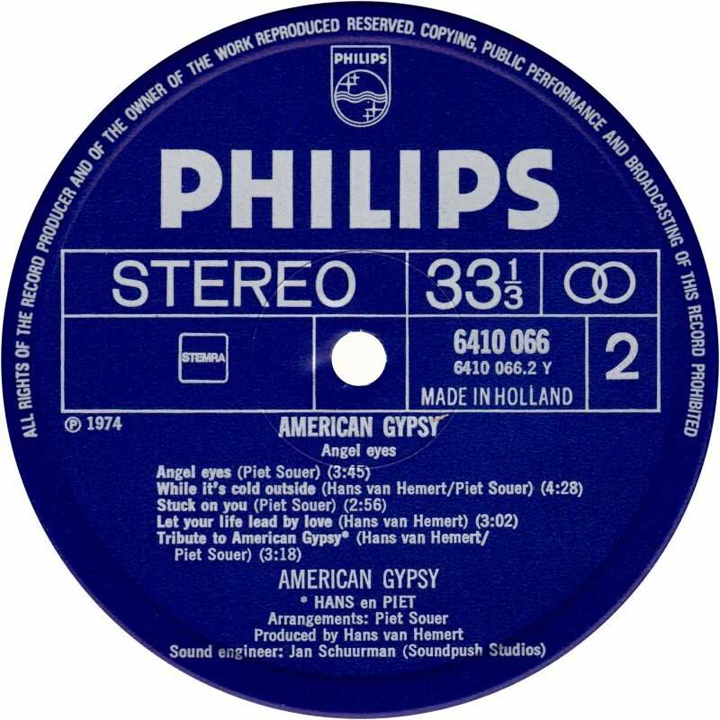 ALL RIGHTS OF THE RECORD PRODUCER AND OF THE OWNER OF THE WORK REPRODUCED RESERVED. COPYING, PUBLIC PERFORMANCE AND BROADCASTING OF THIS RECORD PROHIBITED
PHILIPS
PHILIPS
STEREO 33 1/3
STEMRA
6410 066
6410 066.2 Y
2
MADE IN HOLLAND
Ⓟ 1974
AMERICAN GYPSY
Angel eyes
Angel eyes (Piet Souer) (3:45)
While it's cold outside (Hans van Hemert/Piet Souer) (4:28)
Stuck on you (Piet Souer) (2:56)
Let your life lead by love (Hans van Hemert) (3:02)
Tribute to American Gypsy* (Hans van Hemert/
Piet Souer) (3:18)
AMERICAN GYPSY
* HANS en PIET
Arrangements: Piet Souer
Produced by Hans van Hemert
Sound engineer: Jan Schuurman (Soundpush Studios)